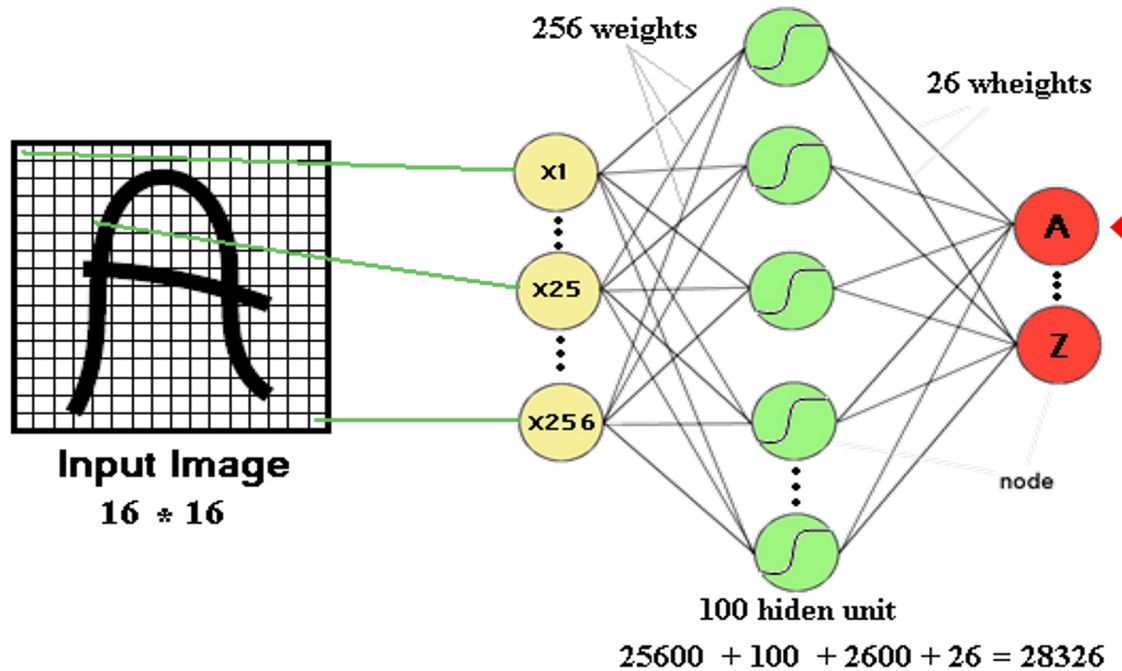 256 weights
26 wheights
x1
x25
x256
A
Z
node
Input Image
16 * 16
100 hiden unit
25600 + 100 + 2600 + 26 = 28326